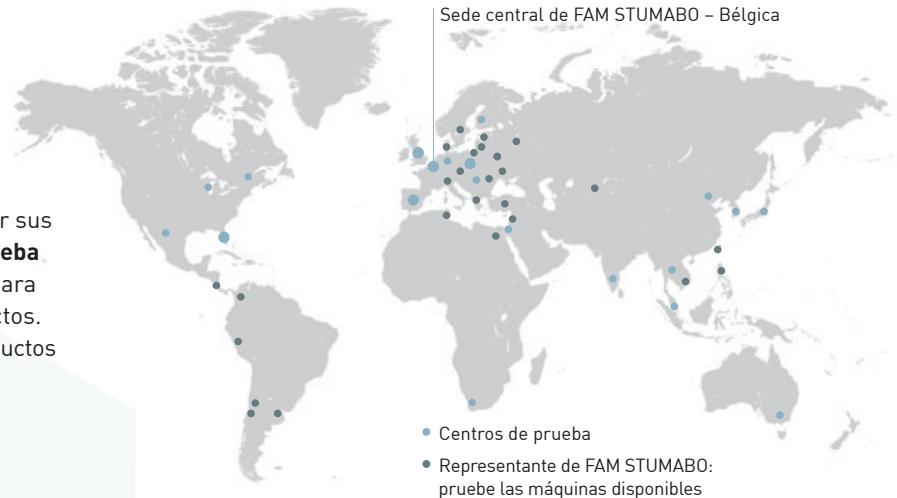 Sede central de FAM STUMABO – Bélgica
r sus
eba
ara
ctos.
uctos
Centros de prueba
Representante de FAM STUMABO:
pruebe las máquinas disponibles